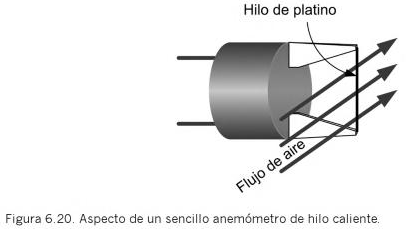 Hilo de platino
Flujo de aire
Figura 6.20. Aspecto de un sencillo anemómetro de hilo caliente.